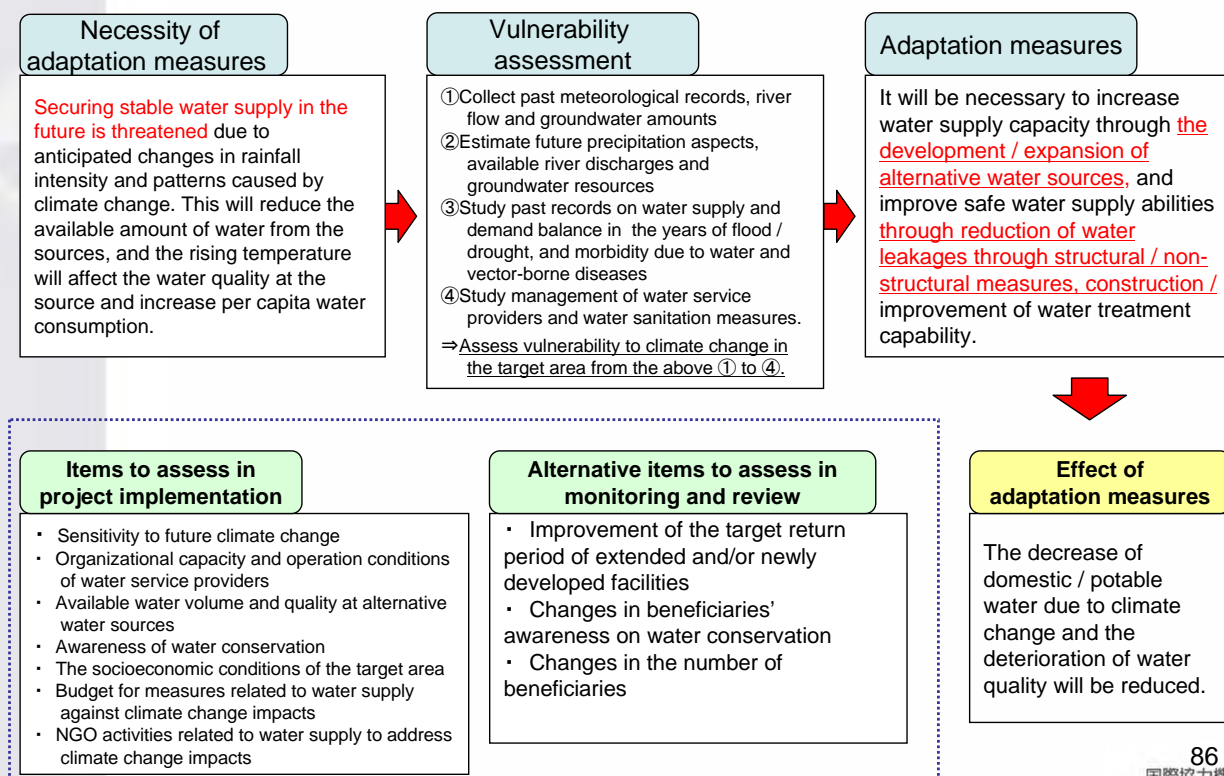 Necessity of
adaptation measures
Securing stable water supply in the
future is threatened due to
anticipated changes in rainfall
intensity and patterns caused by
climate change. This will reduce the
available amount of water from the
sources, and the rising temperature
will affect the water quality at the
source and increase per capita water
consumption.
Vulnerability
assessment
①Collect past meteorological records, river
flow and groundwater amounts
②Estimate future precipitation aspects,
available river discharges and
groundwater resources
③Study past records on water supply and
demand balance in the years of flood /
drought, and morbidity due to water and
vector-borne diseases
④Study management of water service
providers and water sanitation measures.
⇒Assess vulnerability to climate change in
the target area from the above ① to ④.
Adaptation measures
It will be necessary to increase
water supply capacity through the
development / expansion of
alternative water sources, and
improve safe water supply abilities
through reduction of water
leakages through structural / non-
structural measures, construction /
improvement of water treatment
capability.
Items to assess in
project implementation
・ Sensitivity to future climate change
・ Organizational capacity and operation conditions
of water service providers
・ Available water volume and quality at alternative
water sources
・ Awareness of water conservation
・ The socioeconomic conditions of the target area
・ Budget for measures related to water supply
against climate change impacts
・ NGO activities related to water supply to address
climate change impacts
Alternative items to assess in
monitoring and review
・ Improvement of the target return
period of extended and/or newly
developed facilities
・ Changes in beneficiaries’
awareness on water conservation
・ Changes in the number of
beneficiaries
Effect of
adaptation measures
The decrease of
domestic / potable
water due to climate
change and the
deterioration of water
quality will be reduced.
86